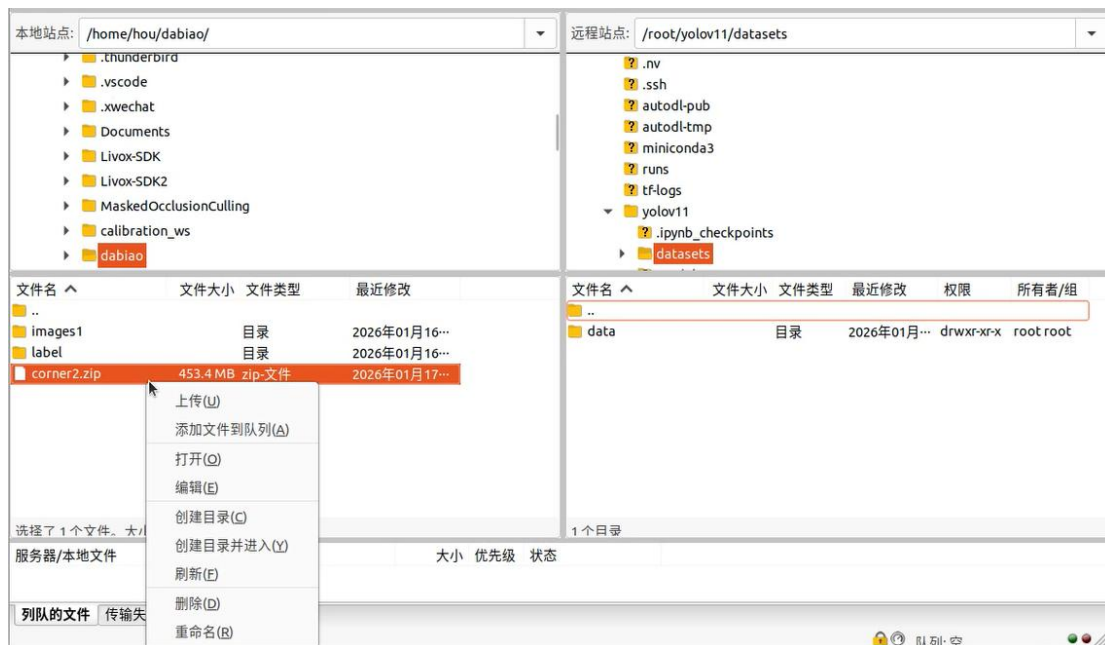 本地站点: /home/hou/dabiao/
.thunderbird
.vscode
.xwechat
Documents
Livox-SDK
Livox-SDK2
MaskedOcclusionCulling
calibration_ws
dabiao
远程站点: /root/yolov11/datasets
.nv
.ssh
autodl-pub
autodl-tmp
miniconda3
runs
tf-logs
yolov11
.ipynb_checkpoints
datasets
文件名 文件大小 文件类型 最近修改
..
images1 目录 2026年01月16…
label 目录 2026年01月16…
corner2.zip 453.4 MB zip-文件 2026年01月17…
上传(U)
添加文件到队列(A)
打开(O)
编辑(E)
创建目录(C)
创建目录并进入(Y)
刷新(F)
删除(D)
重命名(R)
选择了 1 个文件。大小
文件名 文件大小 文件类型 最近修改 权限 所有者/组
..
data 目录 2026年01月… drwxr-xr-x root root
1 个目录
服务器/本地文件 大小 优先级 状态
列队的文件 传输失
队列: 空